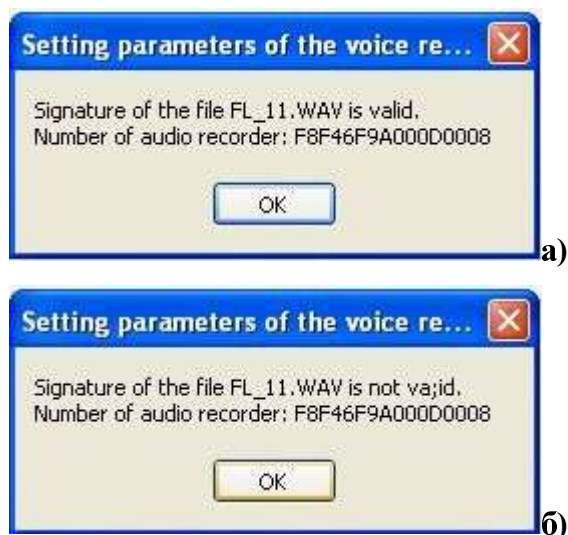 Setting parameters of the voice re...
Signature of the file FL_11.WAV is valid.
Number of audio recorder: F8F46F9A000D0008
OK
а)
Setting parameters of the voice re...
Signature of the file FL_11.WAV is not va;id.
Number of audio recorder: F8F46F9A000D0008
OK
б)